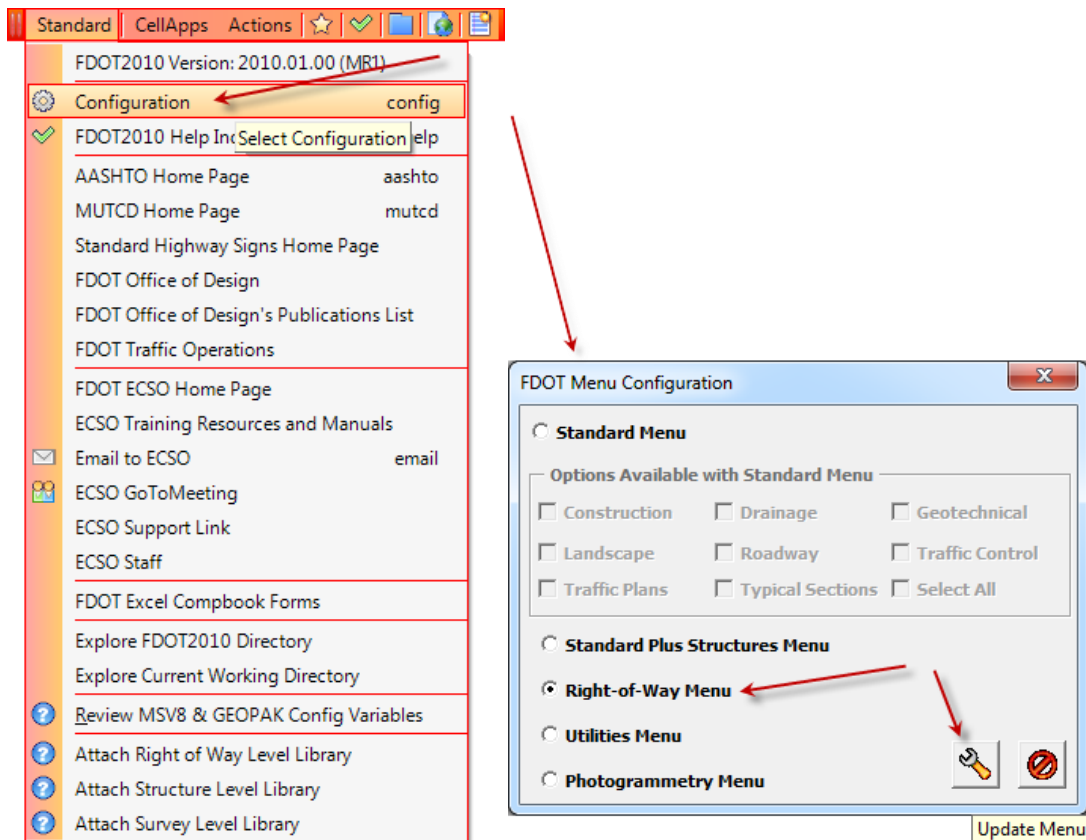 Standard CellApps Actions
FDOT2010 Version: 2010.01.00 (MR1)
Configuration config
FDOT2010 Help Ind elp
Select Configuration
AASHTO Home Page aashto
MUTCD Home Page mutcd
Standard Highway Signs Home Page
FDOT Office of Design
FDOT Office of Design's Publications List
FDOT Traffic Operations
FDOT ECSO Home Page
ECSO Training Resources and Manuals
Email to ECSO email
ECSO GoToMeeting
ECSO Support Link
ECSO Staff
FDOT Excel Compbook Forms
Explore FDOT2010 Directory
Explore Current Working Directory
Review MSV8 & GEOPAK Config Variables
Attach Right of Way Level Library
Attach Structure Level Library
Attach Survey Level Library
FDOT Menu Configuration
Standard Menu
Options Available with Standard Menu
Construction Drainage Geotechnical
Landscape Roadway Traffic Control
Traffic Plans Typical Sections Select All
Standard Plus Structures Menu
Right-of-Way Menu
Utilities Menu
Photogrammetry Menu
Update Menu